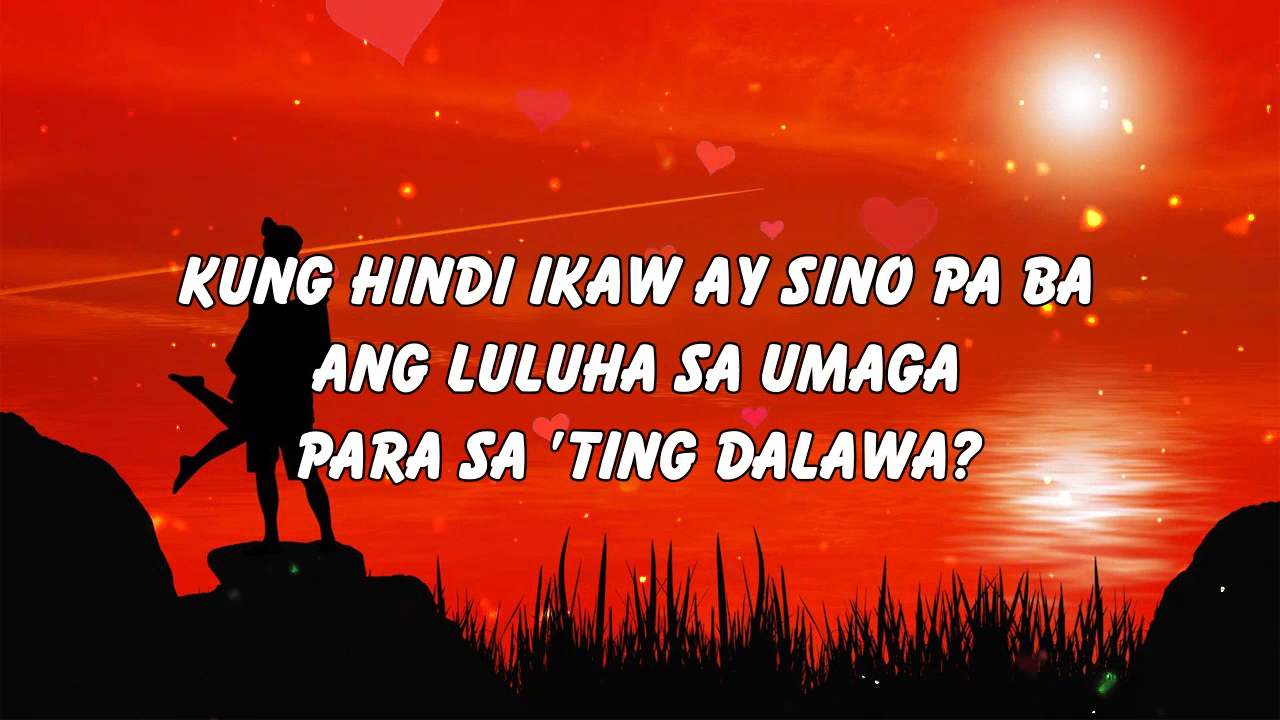 KUNG HINDI IKAW AY SINO PA BA
ANG LULUHA SA UMAGA
PARA SA 'TING DALAWA?